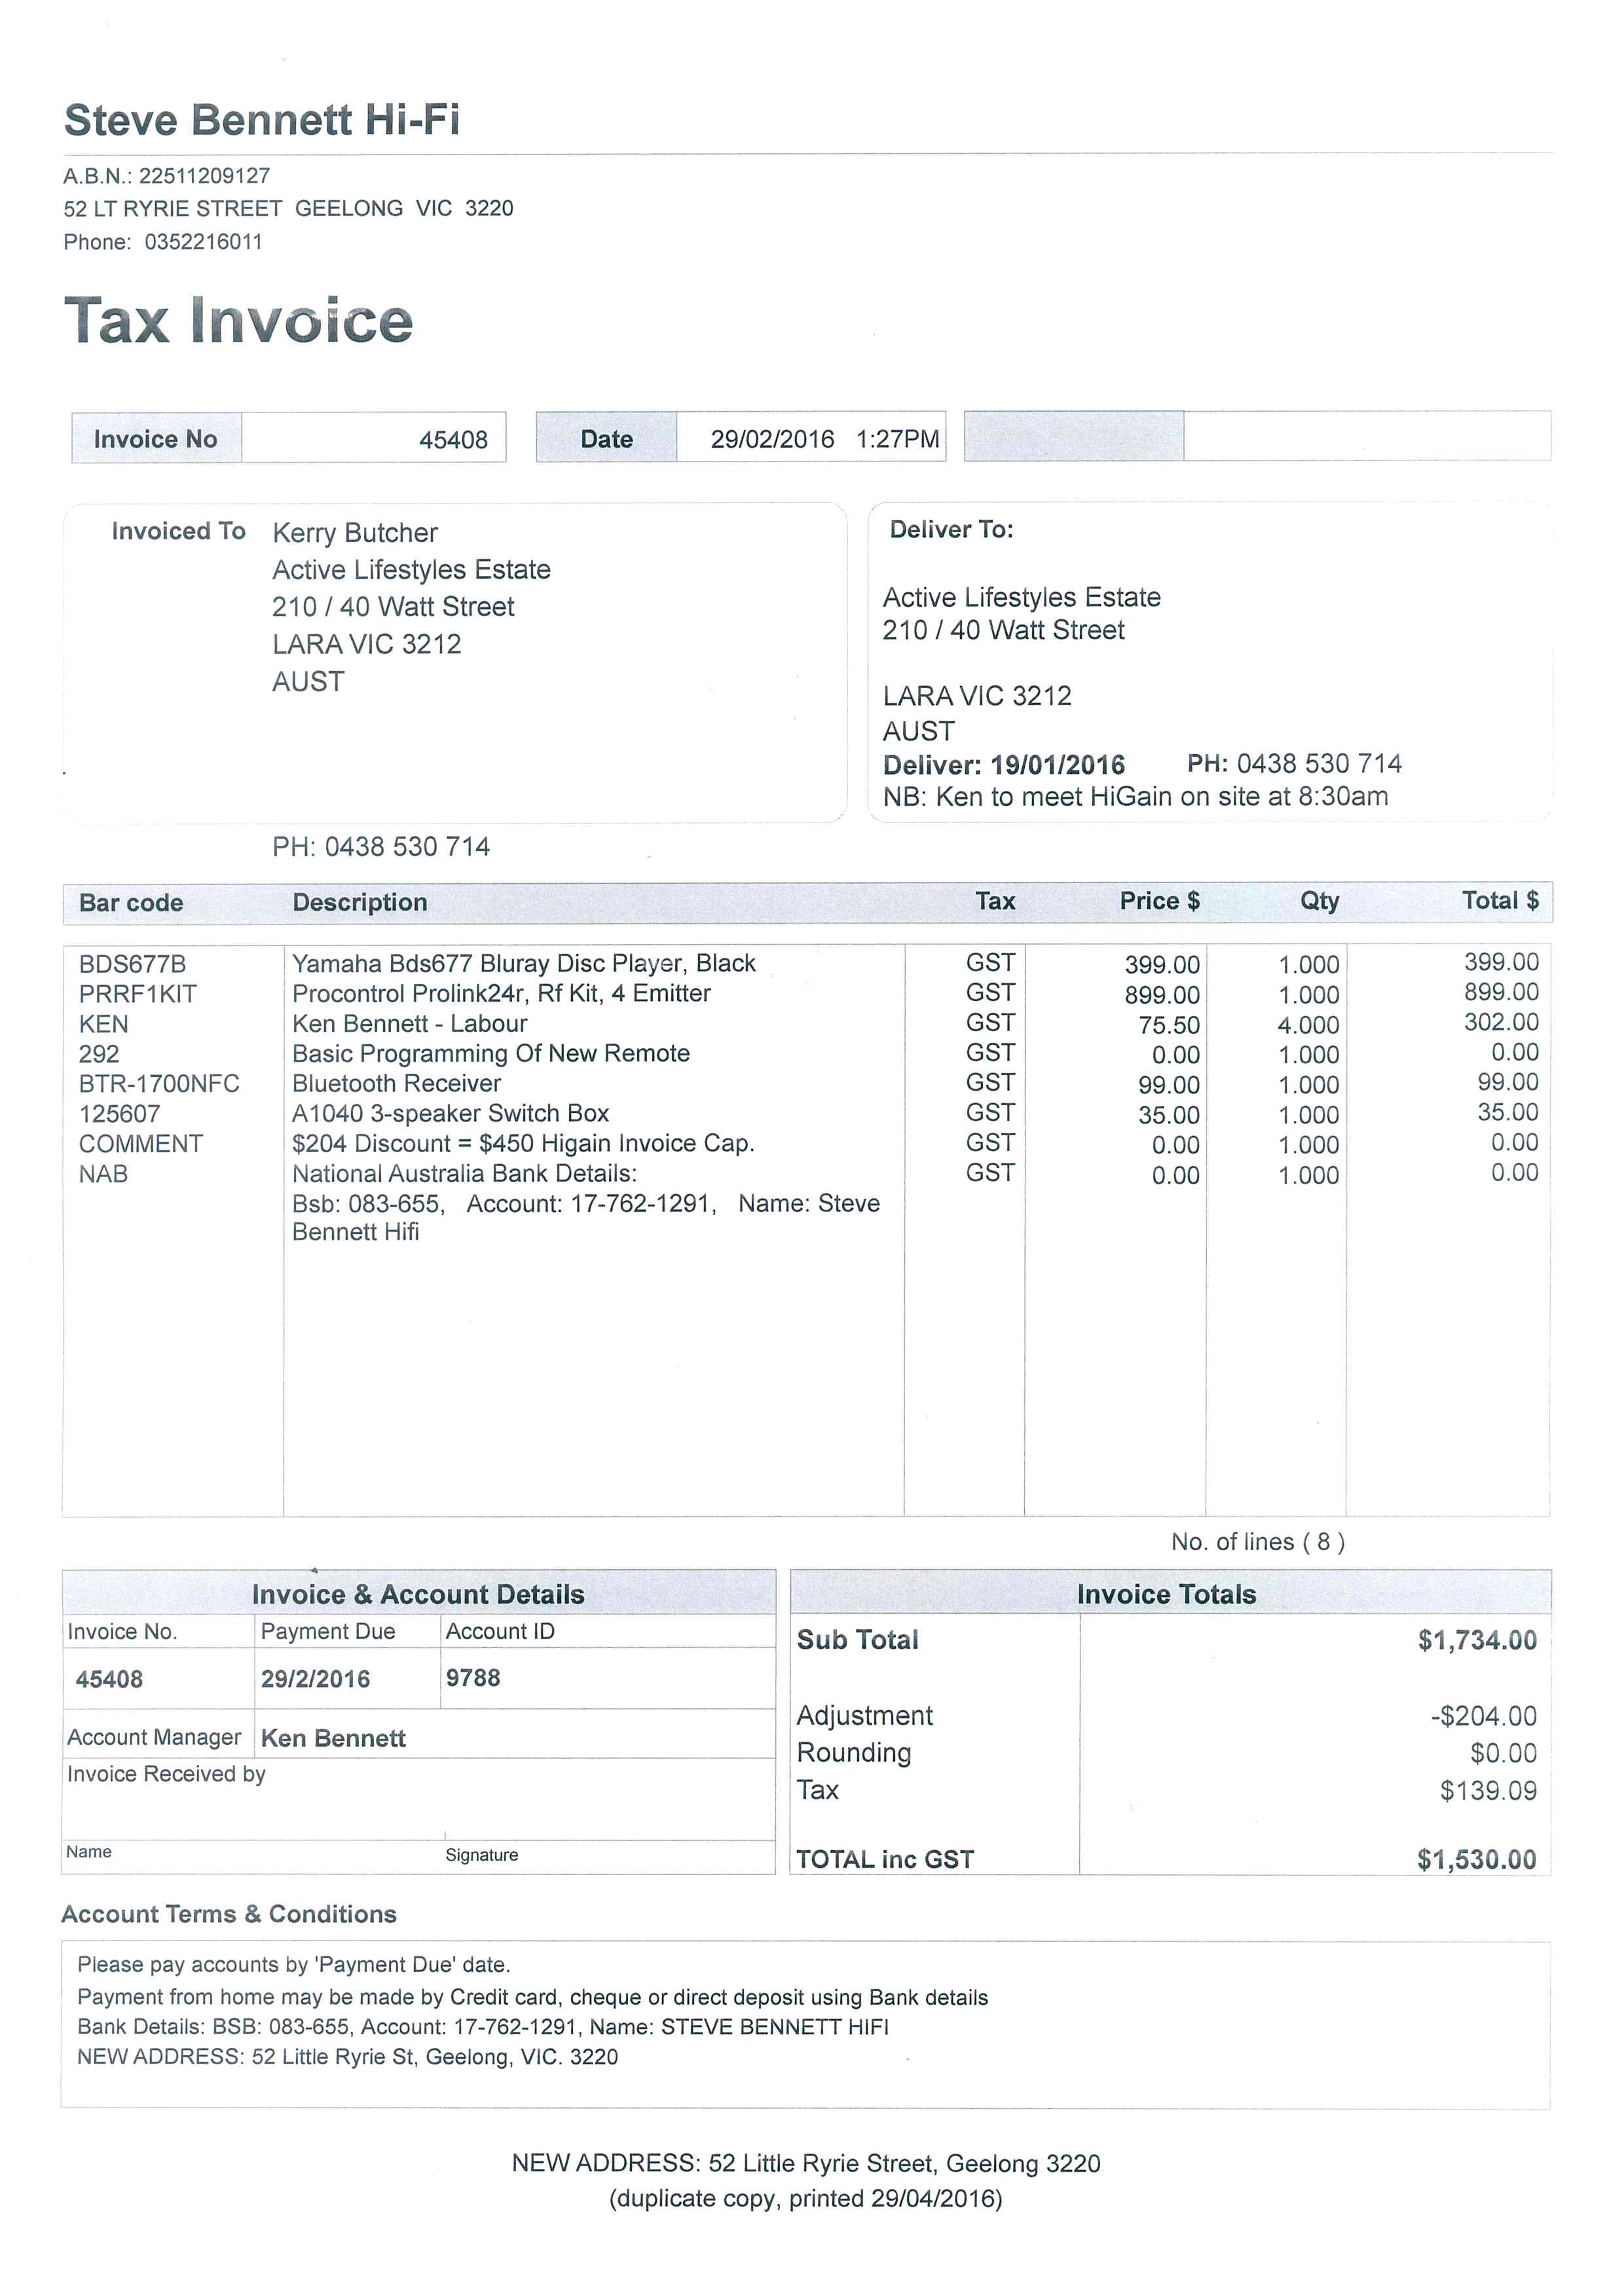 Steve Bennett Hi-Fi
A.B.N.: 22511209127
52 LT RYRIE STREET GEELONG VIC 3220
Phone: 0352216011
Tax Invoice
Invoice No 45408 Date 29/02/2016 1:27PM
Invoiced To Kerry Butcher
Active Lifestyles Estate
210 / 40 Watt Street
LARA VIC 3212
AUST
PH: 0438 530 714
Deliver To:
Active Lifestyles Estate
210 / 40 Watt Street
LARA VIC 3212
AUST
Deliver: 19/01/2016 PH: 0438 530 714
NB: Ken to meet HiGain on site at 8:30am
Bar code Description Tax Price $ Qty Total $
BDS677B Yamaha Bds677 Bluray Disc Player, Black GST 399.00 1.000 399.00
PRRF1KIT Procontrol Prolink24r, Rf Kit, 4 Emitter GST 899.00 1.000 899.00
KEN Ken Bennett - Labour GST 75.50 4.000 302.00
292 Basic Programming Of New Remote GST 0.00 1.000 0.00
BTR-1700NFC Bluetooth Receiver GST 99.00 1.000 99.00
125607 A1040 3-speaker Switch Box GST 35.00 1.000 35.00
COMMENT $204 Discount = $450 Higain Invoice Cap. GST 0.00 1.000 0.00
NAB National Australia Bank Details: GST 0.00 1.000 0.00
Bsb: 083-655, Account: 17-762-1291, Name: Steve
Bennett Hifi
No. of lines ( 8 )
Invoice & Account Details
Invoice No. Payment Due Account ID
45408 29/2/2016 9788
Account Manager Ken Bennett
Invoice Received by
Name Signature
Invoice Totals
Sub Total $1,734.00
Adjustment -$204.00
Rounding $0.00
Tax $139.09
TOTAL inc GST $1,530.00
Account Terms & Conditions
Please pay accounts by 'Payment Due' date.
Payment from home may be made by Credit card, cheque or direct deposit using Bank details
Bank Details: BSB: 083-655, Account: 17-762-1291, Name: STEVE BENNETT HIFI
NEW ADDRESS: 52 Little Ryrie St, Geelong, VIC. 3220
NEW ADDRESS: 52 Little Ryrie Street, Geelong 3220
(duplicate copy, printed 29/04/2016)